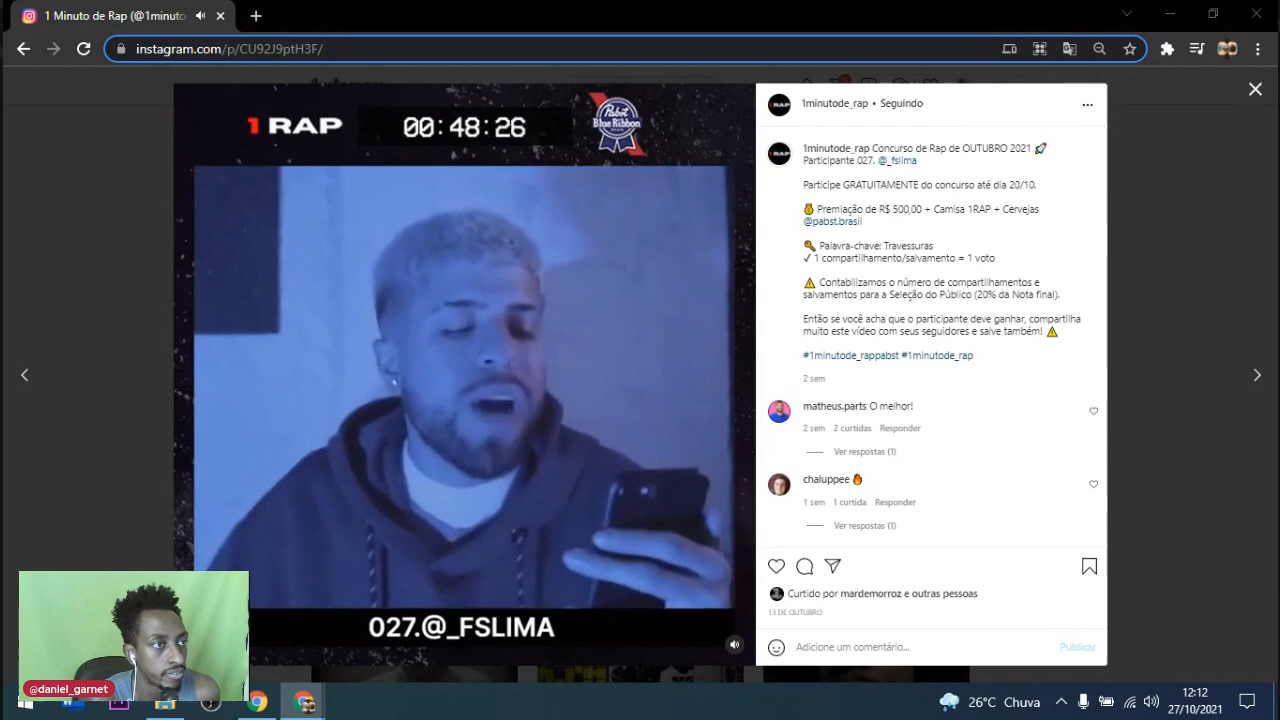 1 Minuto de Rap (@1minuto
instagram.com/p/CU92J9ptH3F/
1 RAP
00:48:26
Pabst
Blue Ribbon
027.@_FSLIMA
1minutode_rap • Seguindo
1minutode_rap Concurso de Rap de OUTUBRO 2021 🚀
Participante 027. @_fslima
Participe GRATUITAMENTE do concurso até dia 20/10.
🏅 Premiação de R$ 500,00 + Camisa 1RAP + Cervejas
@pabst.brasil
🔑 Palavra-chave: Travessuras
✓ 1 compartilhamento/salvamento = 1 voto
⚠️ Contabilizamos o número de compartilhamentos e
salvamentos para a Seleção do Público (20% da Nota final).
Então se você acha que o participante deve ganhar, compartilha
muito este vídeo com seus seguidores e salve também! ⚠️
#1minutode_rappabst #1minutode_rap
2 sem
matheus.parts O melhor!
2 sem 2 curtidas Responder
Ver respostas (1)
chaluppee 🔥
1 sem 1 curtida Responder
Ver respostas (1)
Curtido por mardemorroz e outras pessoas
13 DE OUTUBRO
Adicione um comentário...
Publicar
@daniel_garnet
26°C Chuva
12:12
27/10/2021